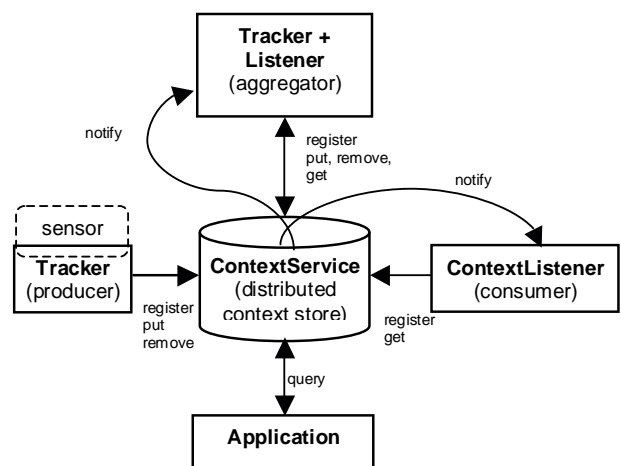 Tracker +
Listener
(aggregator)
notify
register
put, remove,
get
notify
sensor
Tracker
(producer)
ContextService
(distributed
context store)
ContextListener
(consumer)
register
put
remove
register
get
query
Application